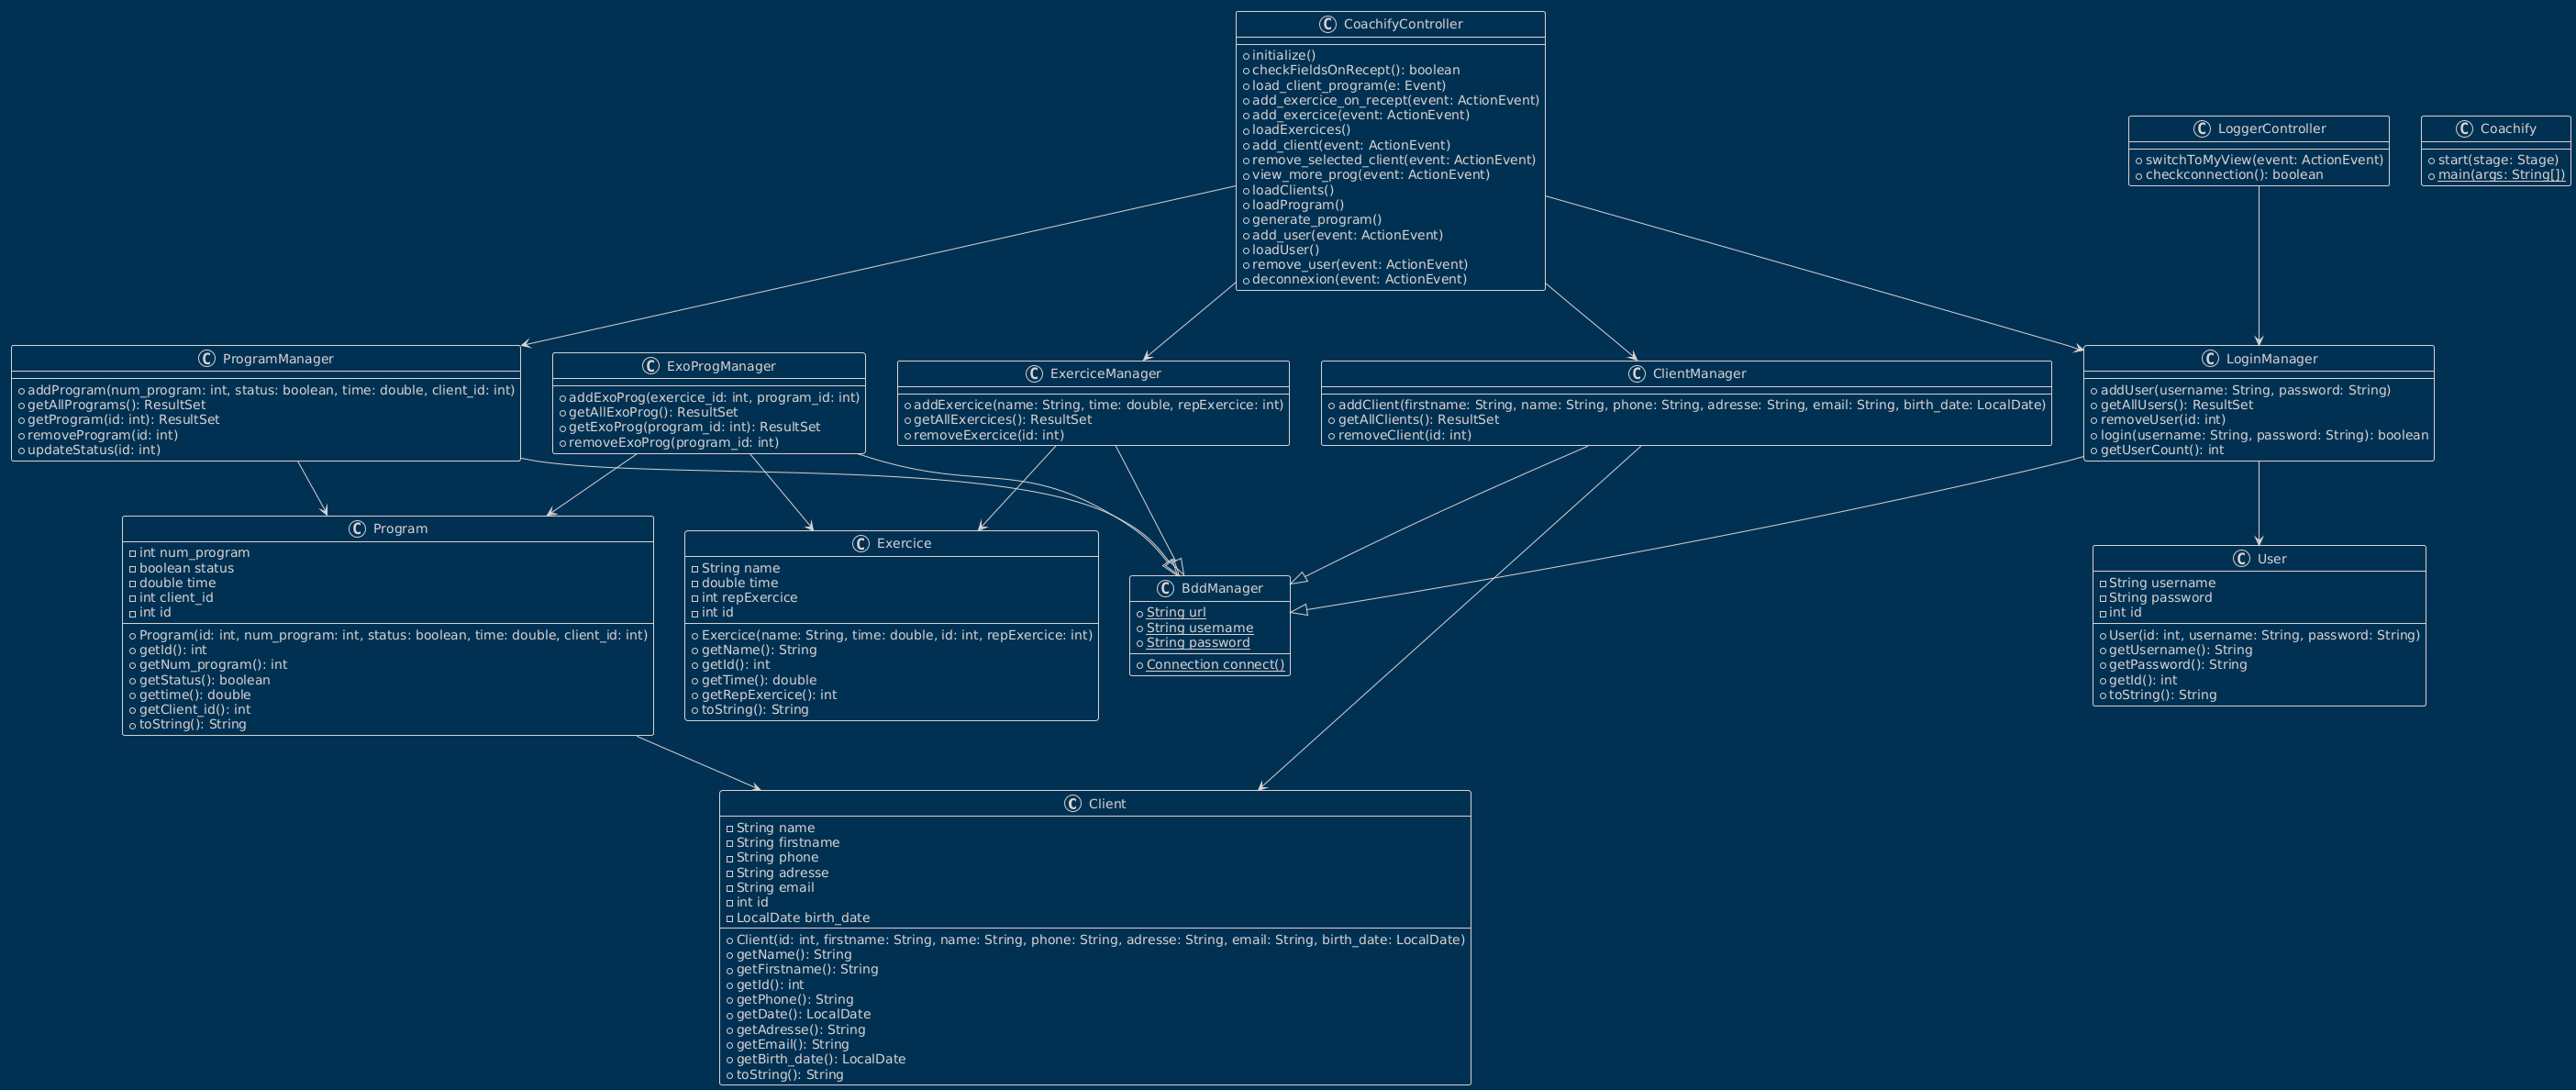 CoachifyController
initialize()
checkFieldsOnRecept(): boolean
load_client_program(e: Event)
add_exercice_on_recept(event: ActionEvent)
add_exercice(event: ActionEvent)
loadExercices()
add_client(event: ActionEvent)
remove_selected_client(event: ActionEvent)
view_more_prog(event: ActionEvent)
loadClients()
loadProgram()
generate_program()
add_user(event: ActionEvent)
loadUser()
remove_user(event: ActionEvent)
deconnexion(event: ActionEvent)
LoggerController
switchToMyView(event: ActionEvent)
checkconnection(): boolean
Coachify
start(stage: Stage)
main(args: String[])
ProgramManager
addProgram(num_program: int, status: boolean, time: double, client_id: int)
getAllPrograms(): ResultSet
getProgram(id: int): ResultSet
removeProgram(id: int)
updateStatus(id: int)
ExoProgManager
addExoProg(exercice_id: int, program_id: int)
getAllExoProg(): ResultSet
getExoProg(program_id: int): ResultSet
removeExoProg(program_id: int)
ExerciceManager
addExercice(name: String, time: double, repExercice: int)
getAllExercices(): ResultSet
removeExercice(id: int)
ClientManager
addClient(firstname: String, name: String, phone: String, adresse: String, email: String, birth_date: LocalDate)
getAllClients(): ResultSet
removeClient(id: int)
LoginManager
addUser(username: String, password: String)
getAllUsers(): ResultSet
removeUser(id: int)
login(username: String, password: String): boolean
getUserCount(): int
Program
int num_program
boolean status
double time
int client_id
int id
Program(id: int, num_program: int, status: boolean, time: double, client_id: int)
getId(): int
getNum_program(): int
getStatus(): boolean
gettime(): double
getClient_id(): int
toString(): String
Exercice
String name
double time
int repExercice
int id
Exercice(name: String, time: double, id: int, repExercice: int)
getName(): String
getId(): int
getTime(): double
getRepExercice(): int
toString(): String
BddManager
String url
String username
String password
Connection connect()
User
String username
String password
int id
User(id: int, username: String, password: String)
getUsername(): String
getPassword(): String
getId(): int
toString(): String
Client
String name
String firstname
String phone
String adresse
String email
int id
LocalDate birth_date
Client(id: int, firstname: String, name: String, phone: String, adresse: String, email: String, birth_date: LocalDate)
getName(): String
getFirstname(): String
getId(): int
getPhone(): String
getDate(): LocalDate
getAdresse(): String
getEmail(): String
getBirth_date(): LocalDate
toString(): String